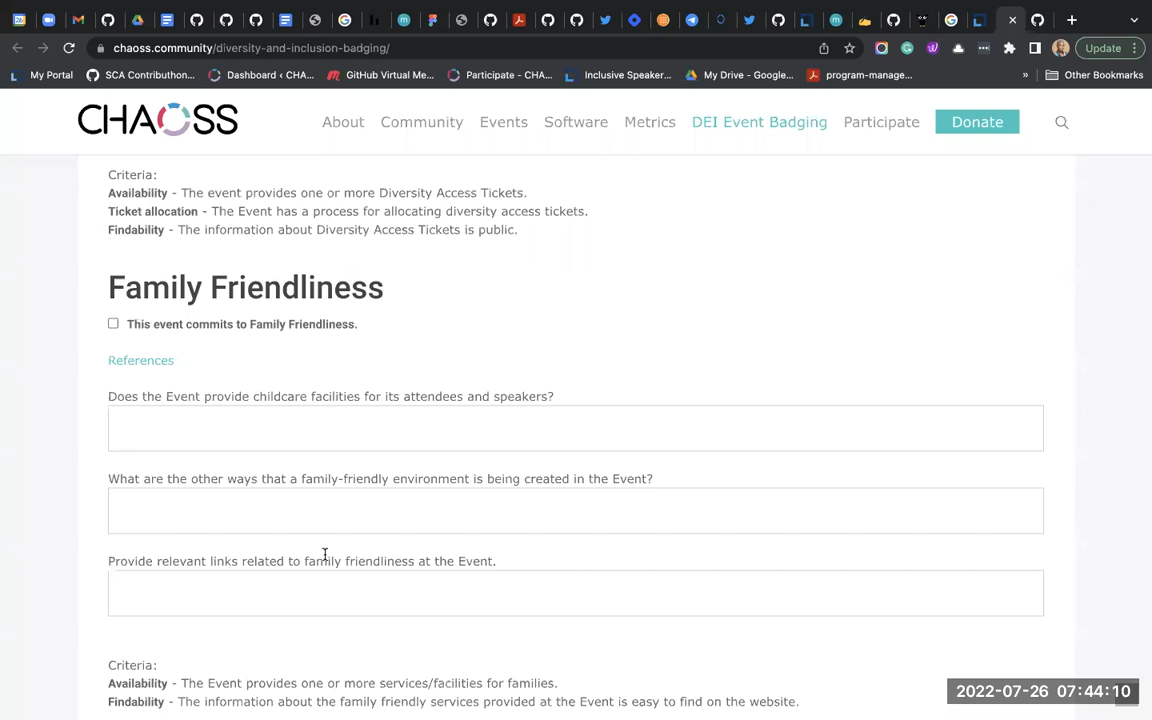 Update
chaoss.community/diversity-and-inclusion-badging/
My Portal
SCA Contributhon...
Dashboard ‹ CHA...
GitHub Virtual Me...
Participate - CHA...
Inclusive Speaker...
My Drive - Google...
program-manage...
»
Other Bookmarks
CHAOSS
About
Community
Events
Software
Metrics
DEI Event Badging
Participate
Donate
Criteria:
Availability - The event provides one or more Diversity Access Tickets.
Ticket allocation - The Event has a process for allocating diversity access tickets.
Findability - The information about Diversity Access Tickets is public.
Family Friendliness
This event commits to Family Friendliness.
References
Does the Event provide childcare facilities for its attendees and speakers?
What are the other ways that a family-friendly environment is being created in the Event?
Provide relevant links related to family friendliness at the Event.
Criteria:
Availability - The Event provides one or more services/facilities for families.
Findability - The information about the family friendly services provided at the Event is easy to find on the website.
2022-07-26 07:44:10